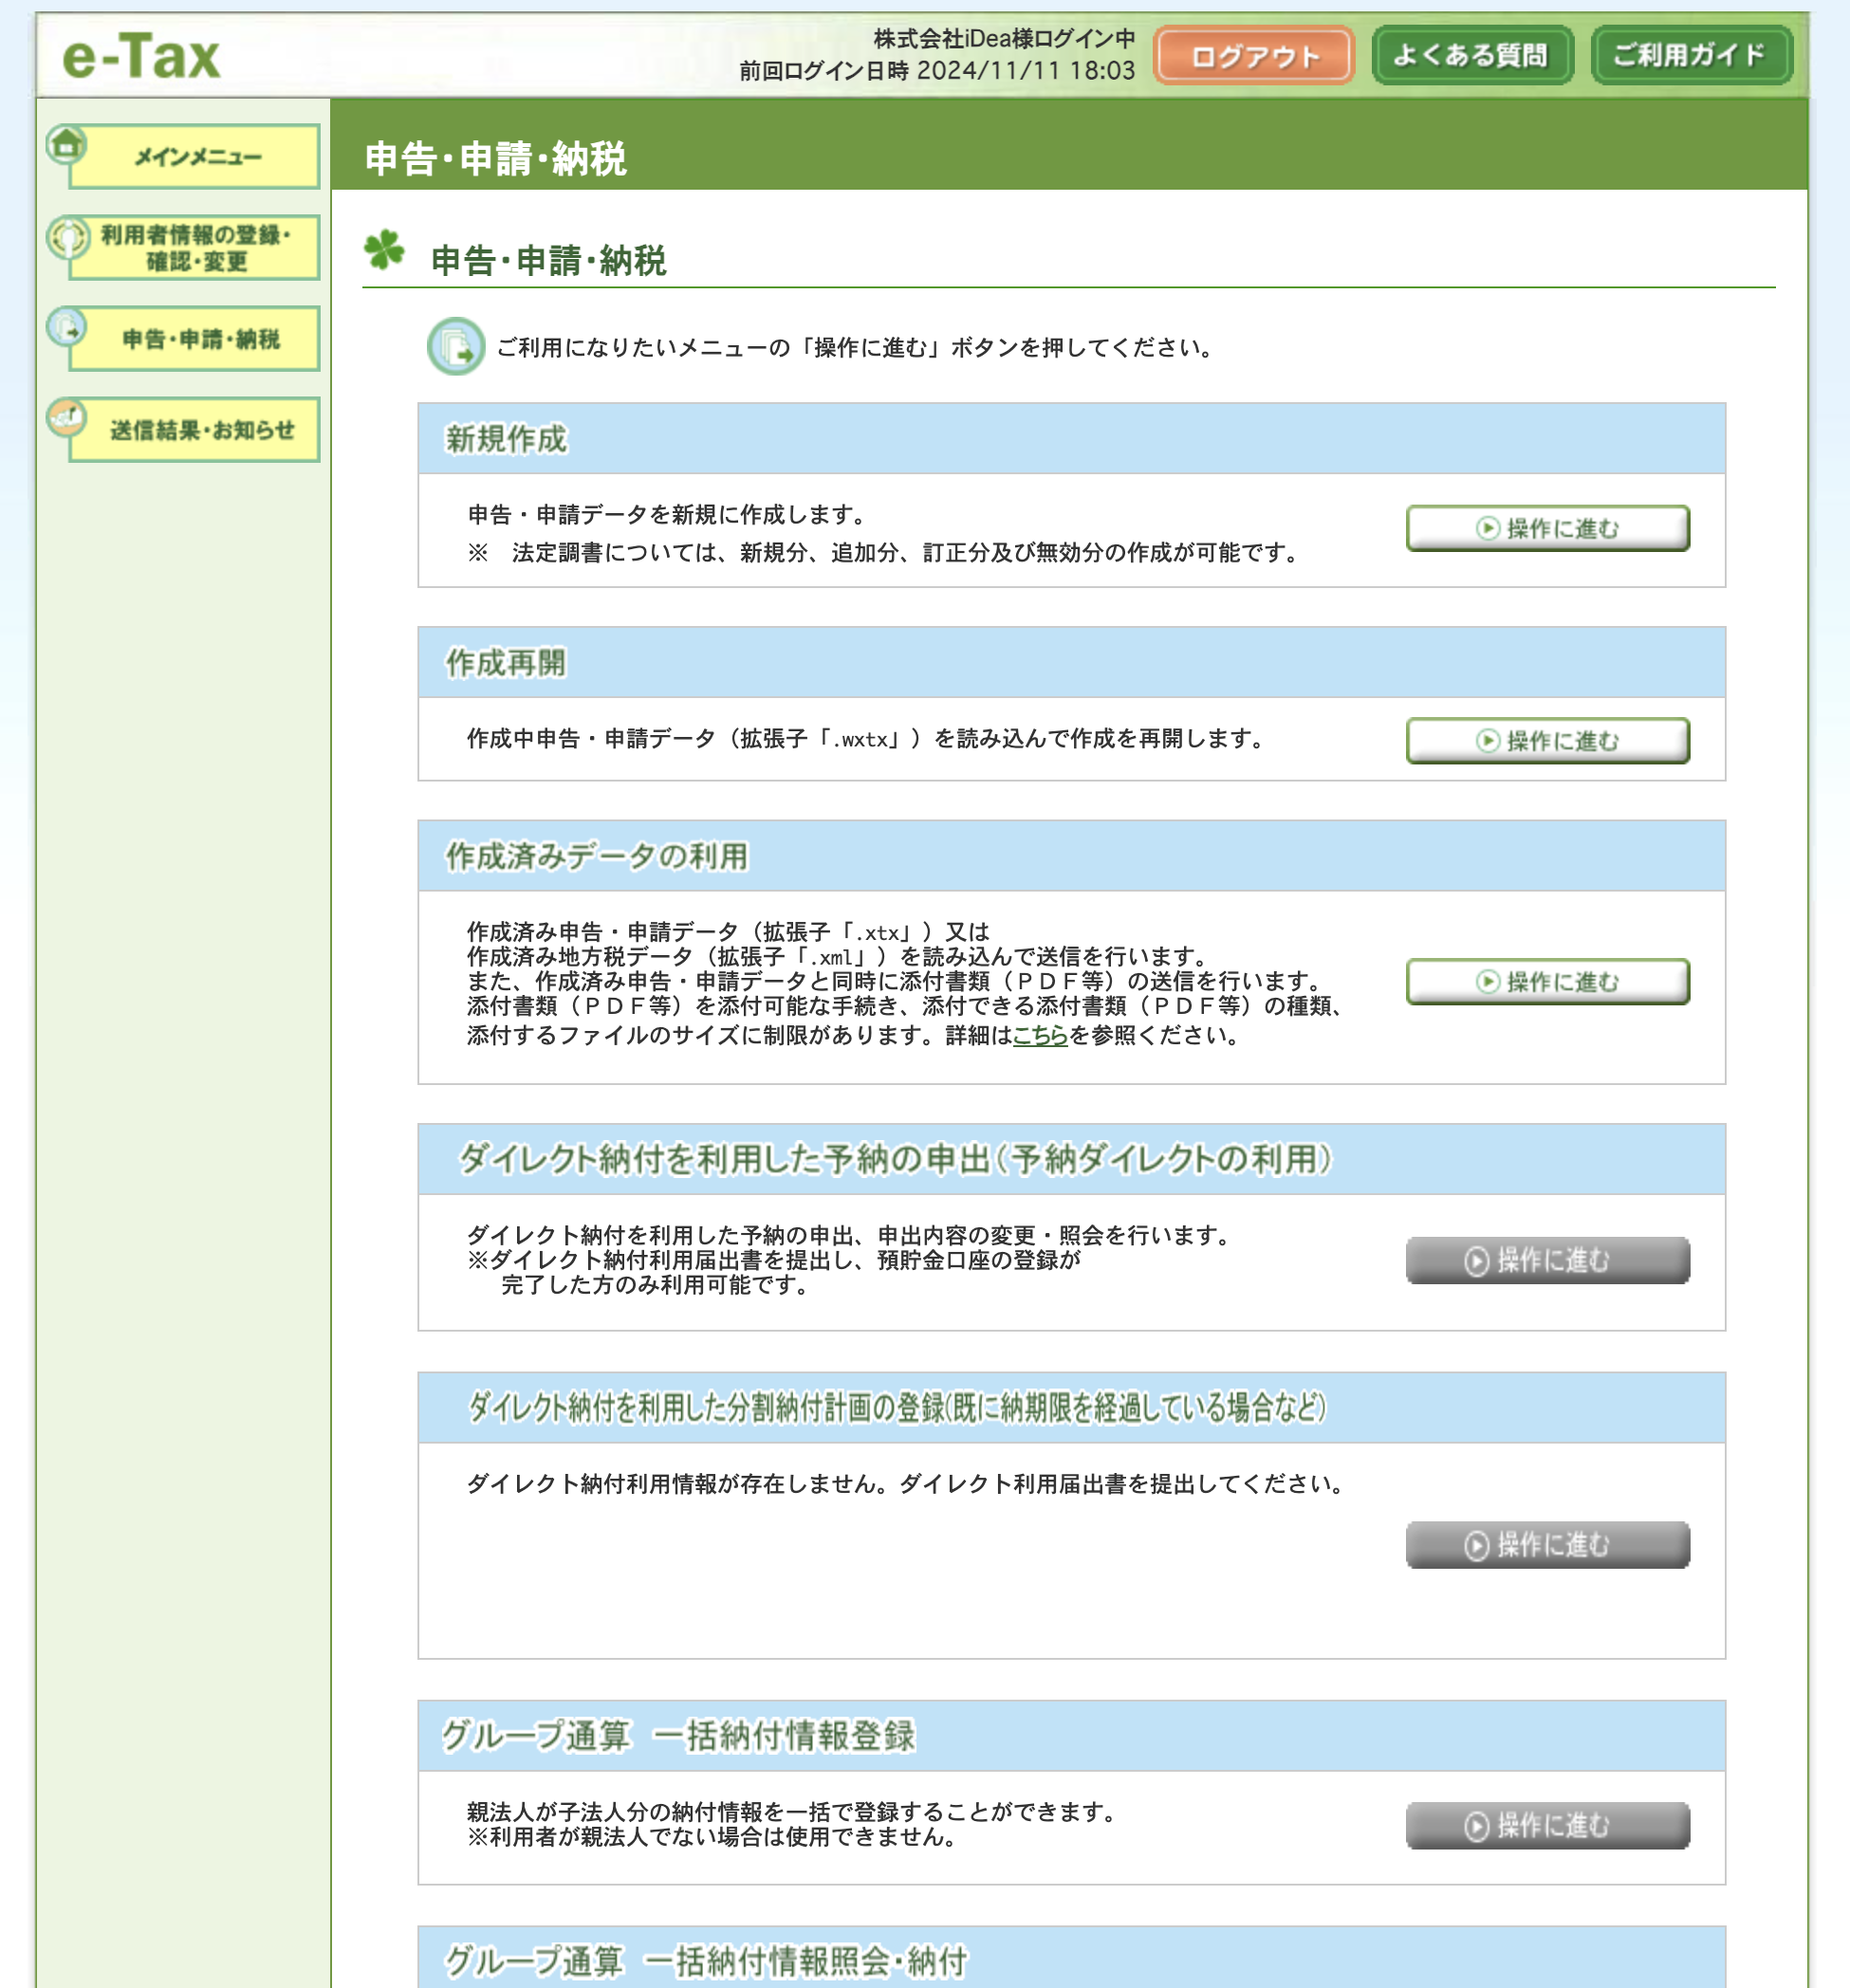 e-Tax
株式会社iDea様ログイン中
前回ログイン日時 2024/11/11 18:03
ログアウト
よくある質問
ご利用ガイド
メインメニュー
利用者情報の登録・
確認・変更
申告・申請・納税
送信結果・お知らせ
申告・申請・納税
申告・申請・納税
ご利用になりたいメニューの「操作に進む」ボタンを押してください。
新規作成
申告・申請データを新規に作成します。
※　法定調書については、新規分、追加分、訂正分及び無効分の作成が可能です。
操作に進む
作成再開
作成中申告・申請データ（拡張子「.wxtx」）を読み込んで作成を再開します。
操作に進む
作成済みデータの利用
作成済み申告・申請データ（拡張子「.xtx」）又は
作成済み地方税データ（拡張子「.xml」）を読み込んで送信を行います。
また、作成済み申告・申請データと同時に添付書類（ＰＤＦ等）の送信を行います。
添付書類（ＰＤＦ等）を添付可能な手続き、添付できる添付書類（ＰＤＦ等）の種類、
添付するファイルのサイズに制限があります。詳細はこちらを参照ください。
操作に進む
ダイレクト納付を利用した予納の申出（予納ダイレクトの利用）
ダイレクト納付を利用した予納の申出、申出内容の変更・照会を行います。
※ダイレクト納付利用届出書を提出し、預貯金口座の登録が
完了した方のみ利用可能です。
操作に進む
ダイレクト納付を利用した分割納付計画の登録(既に納期限を経過している場合など)
ダイレクト納付利用情報が存在しません。ダイレクト利用届出書を提出してください。
操作に進む
グループ通算　一括納付情報登録
親法人が子法人分の納付情報を一括で登録することができます。
※利用者が親法人でない場合は使用できません。
操作に進む
グループ通算　一括納付情報照会・納付